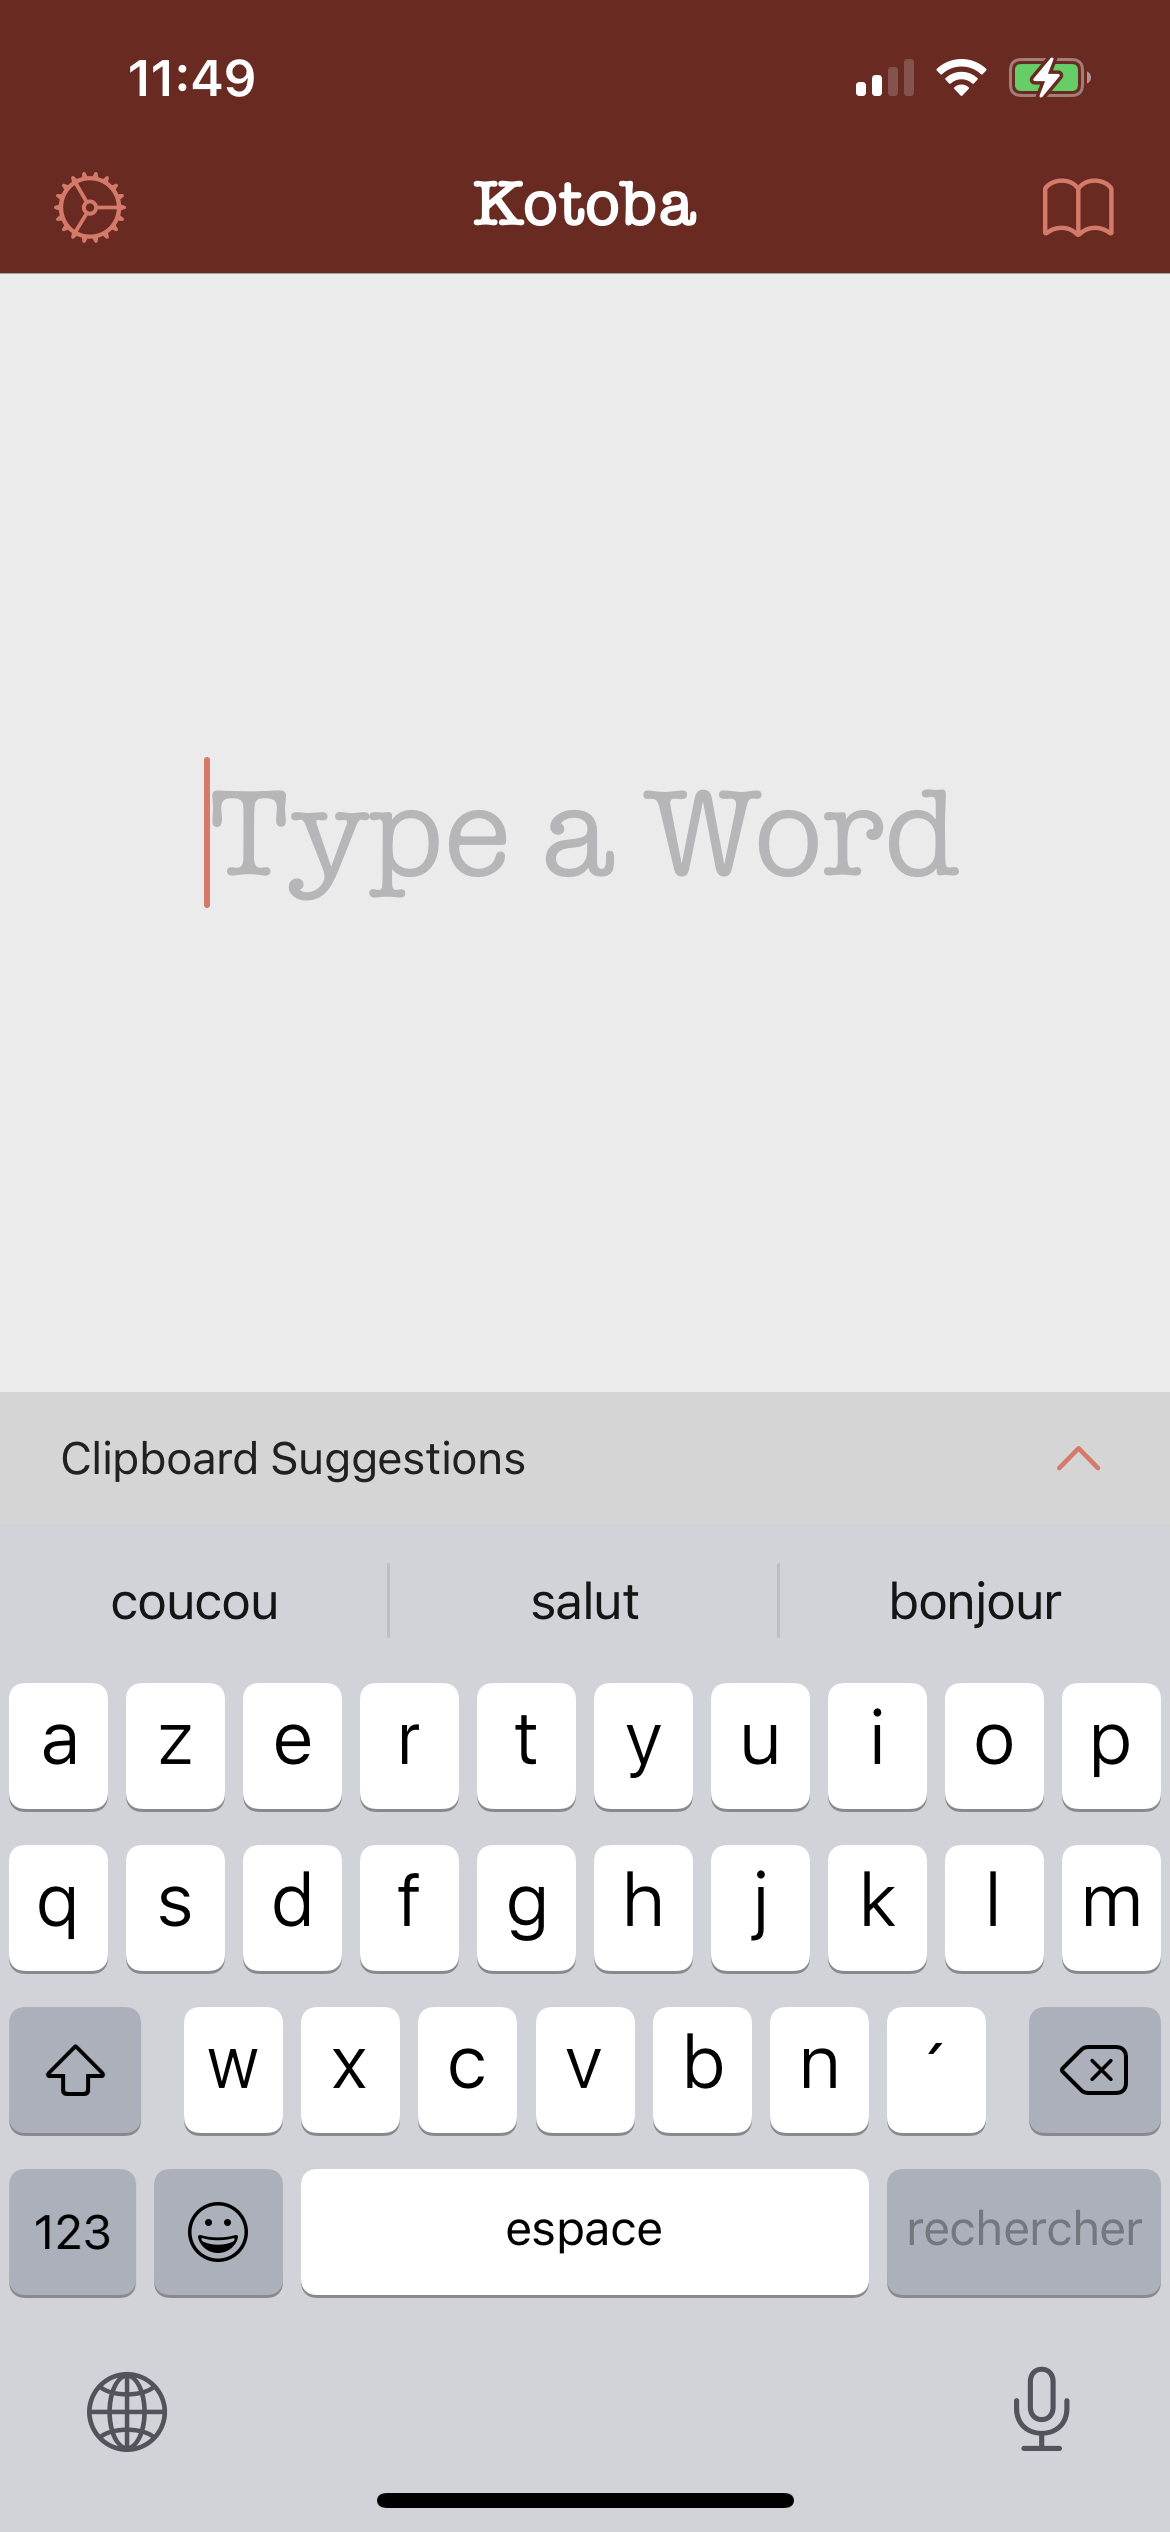 11:49
Kotoba
Type a Word
Clipboard Suggestions
coucou salut bonjour
a z e r t y u i o p
q s d f g h j k l m
w x c v b n ´
123 espace rechercher